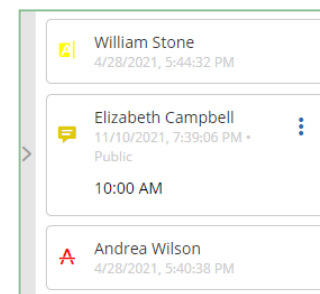 William Stone
4/28/2021, 5:44:32 PM
Elizabeth Campbell
11/10/2021, 7:39:06 PM •
Public
10:00 AM
Andrea Wilson
4/28/2021, 5:40:38 PM